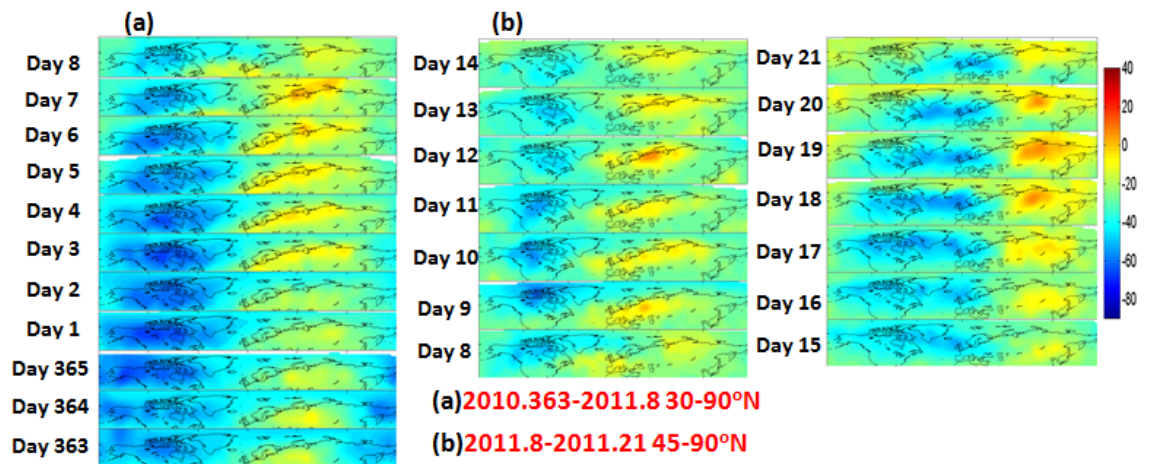 (a)
Day 8
Day 7
Day 6
Day 5
Day 4
Day 3
Day 2
Day 1
Day 365
Day 364
Day 363
(b)
Day 14
Day 13
Day 12
Day 11
Day 10
Day 9
Day 8
Day 21
Day 20
Day 19
Day 18
Day 17
Day 16
Day 15
40
20
0
-20
-40
-60
-80
(a)2010.363-2011.8 30-90ºN
(b)2011.8-2011.21 45-90ºN